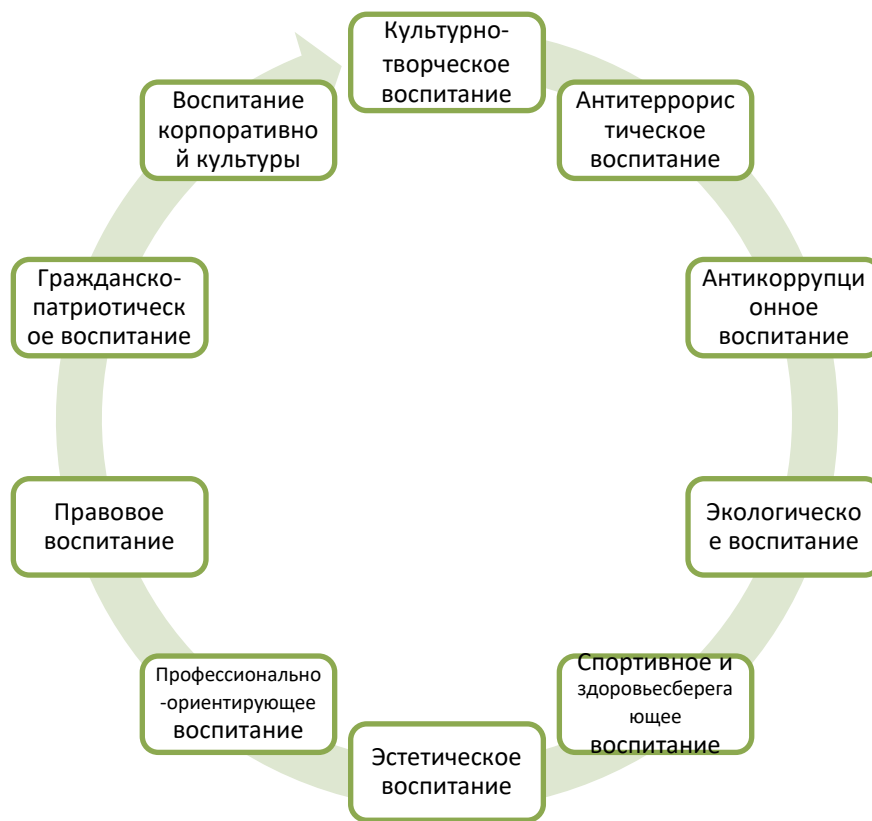 Культурно-
творческое
воспитание
Антитеррорис
тическое
воспитание
Антикоррупци
онное
воспитание
Экологическо
е воспитание
Спортивное и
здоровьесберега
ющее
воспитание
Эстетическое
воспитание
Профессионально
-ориентирующее
воспитание
Правовое
воспитание
Гражданско-
патриотическ
ое воспитание
Воспитание
корпоративно
й культуры